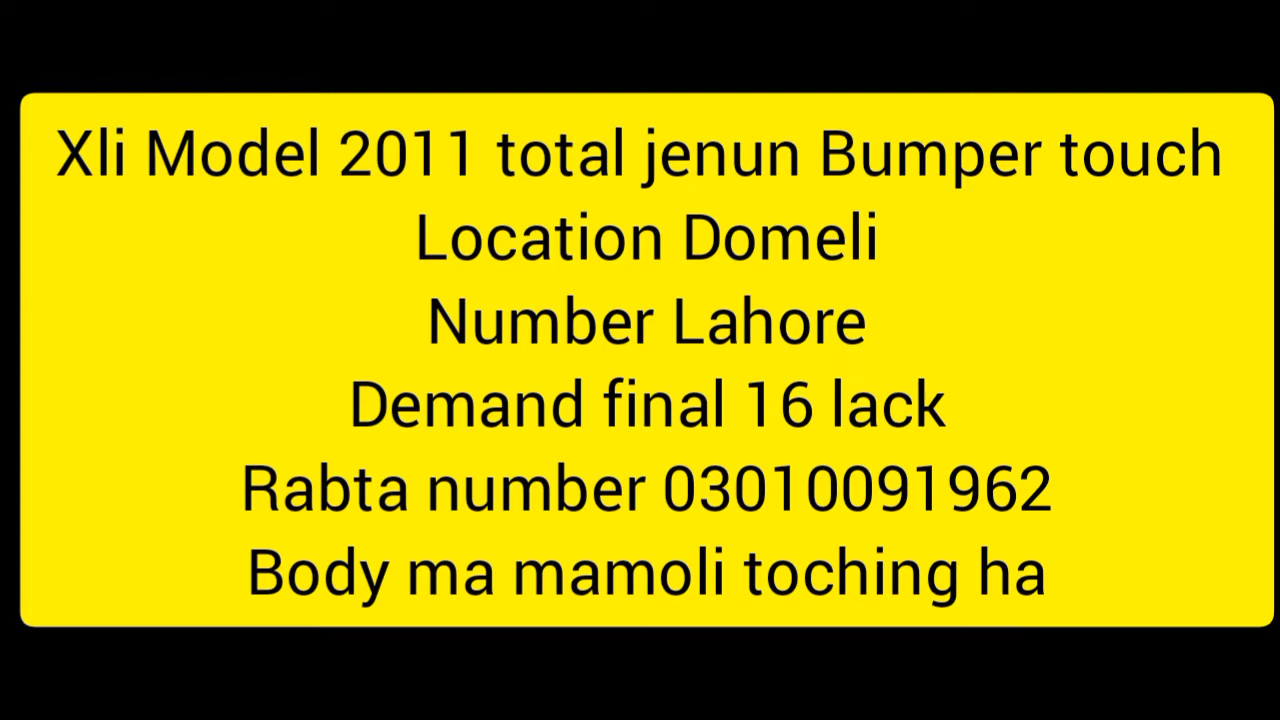 Xli Model 2011 total jenun Bumper touch
Location Domeli
Number Lahore
Demand final 16 lack
Rabta number 03010091962
Body ma mamoli toching ha